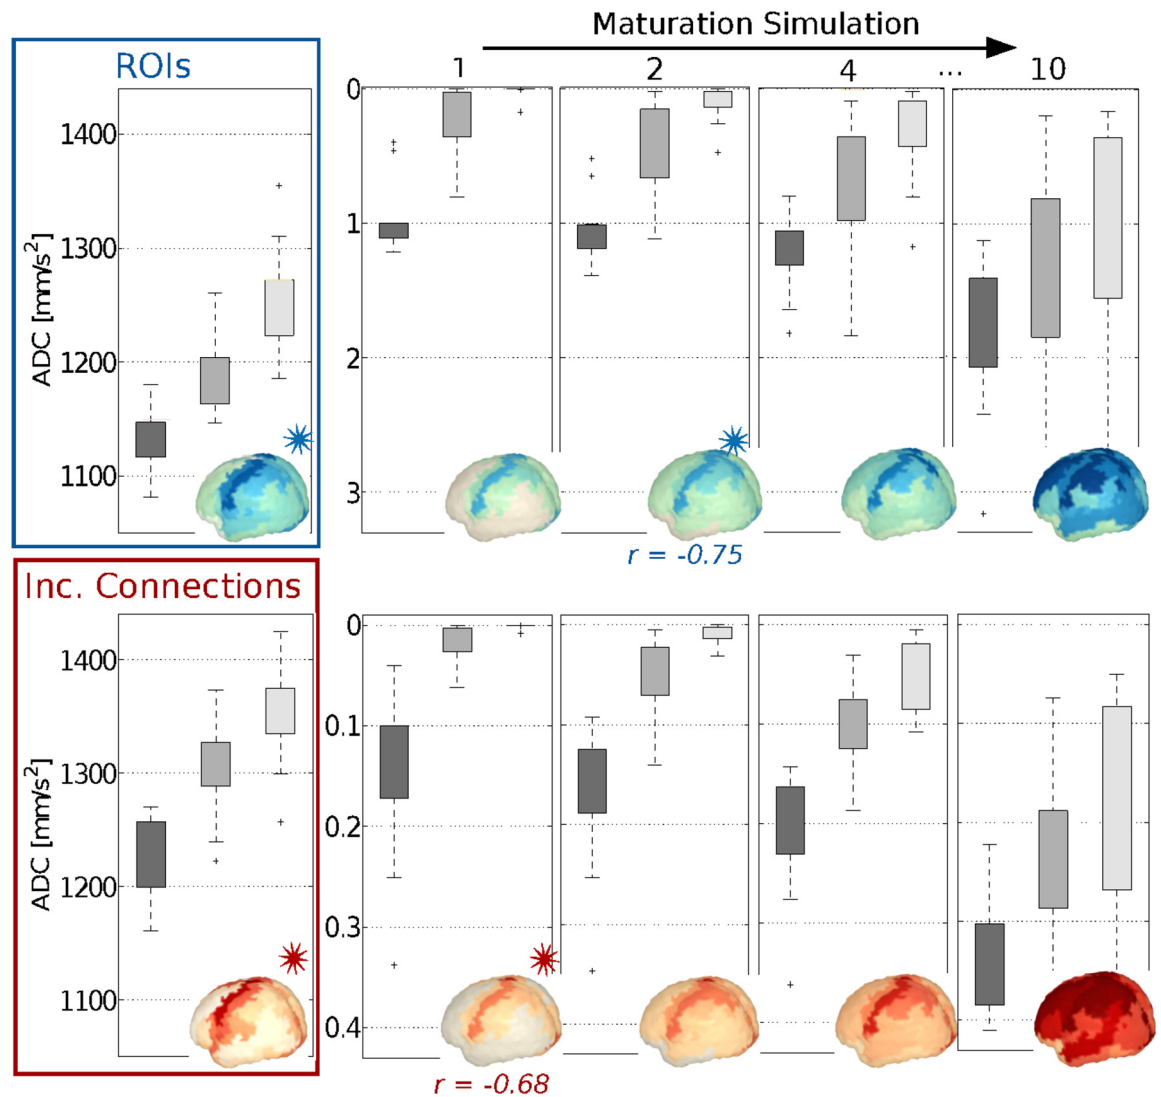 Maturation Simulation
ROIs
1 2 4 ... 10
ADC [mm/s²]
1400
1300
1200
1100
0
1
2
3
r = -0.75
Inc. Connections
ADC [mm/s²]
1400
1300
1200
1100
0
0.1
0.2
0.3
0.4
r = -0.68